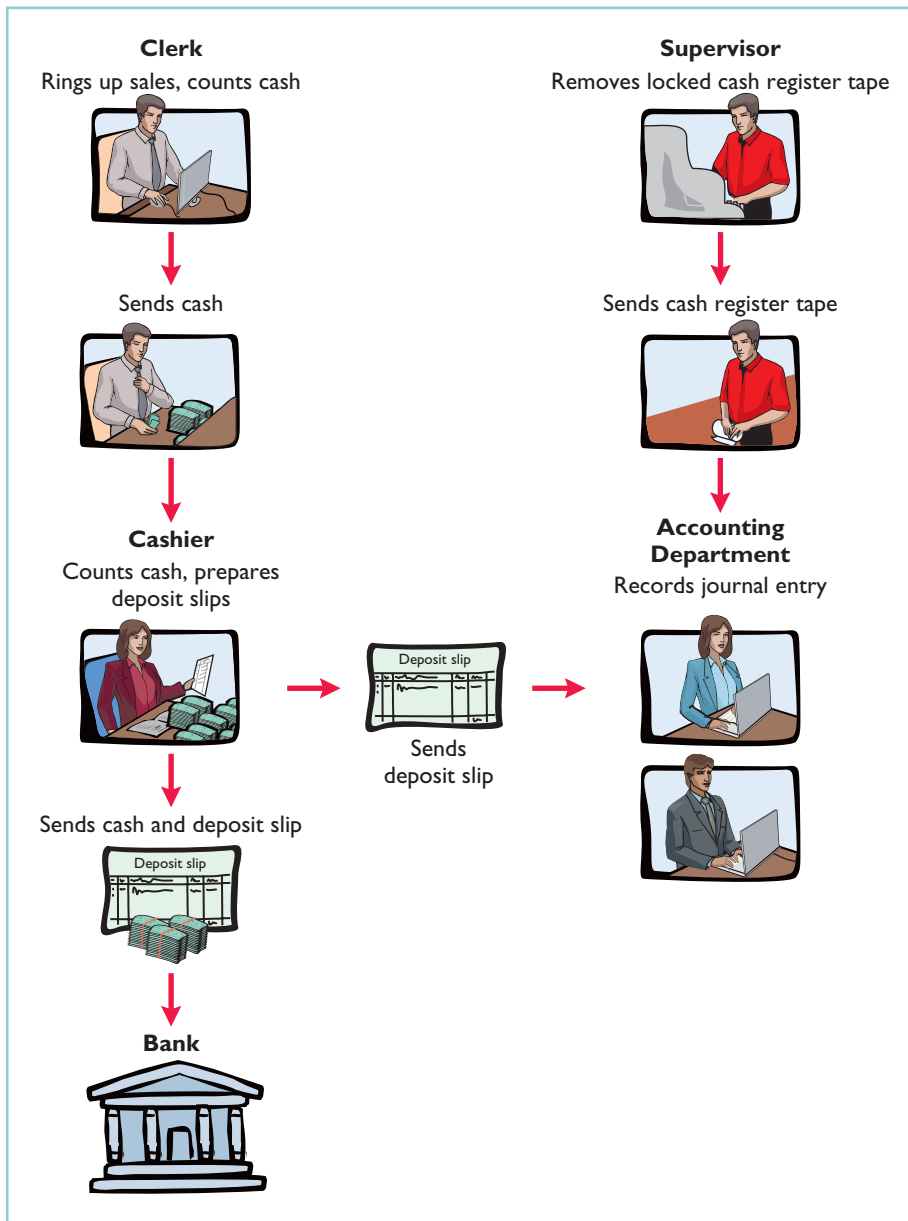 Clerk
Rings up sales, counts cash
Supervisor
Removes locked cash register tape
Sends cash
Sends cash register tape
Cashier
Counts cash, prepares
deposit slips
Accounting
Department
Records journal entry
Deposit slip
Sends
deposit slip
Sends cash and deposit slip
Deposit slip
Bank